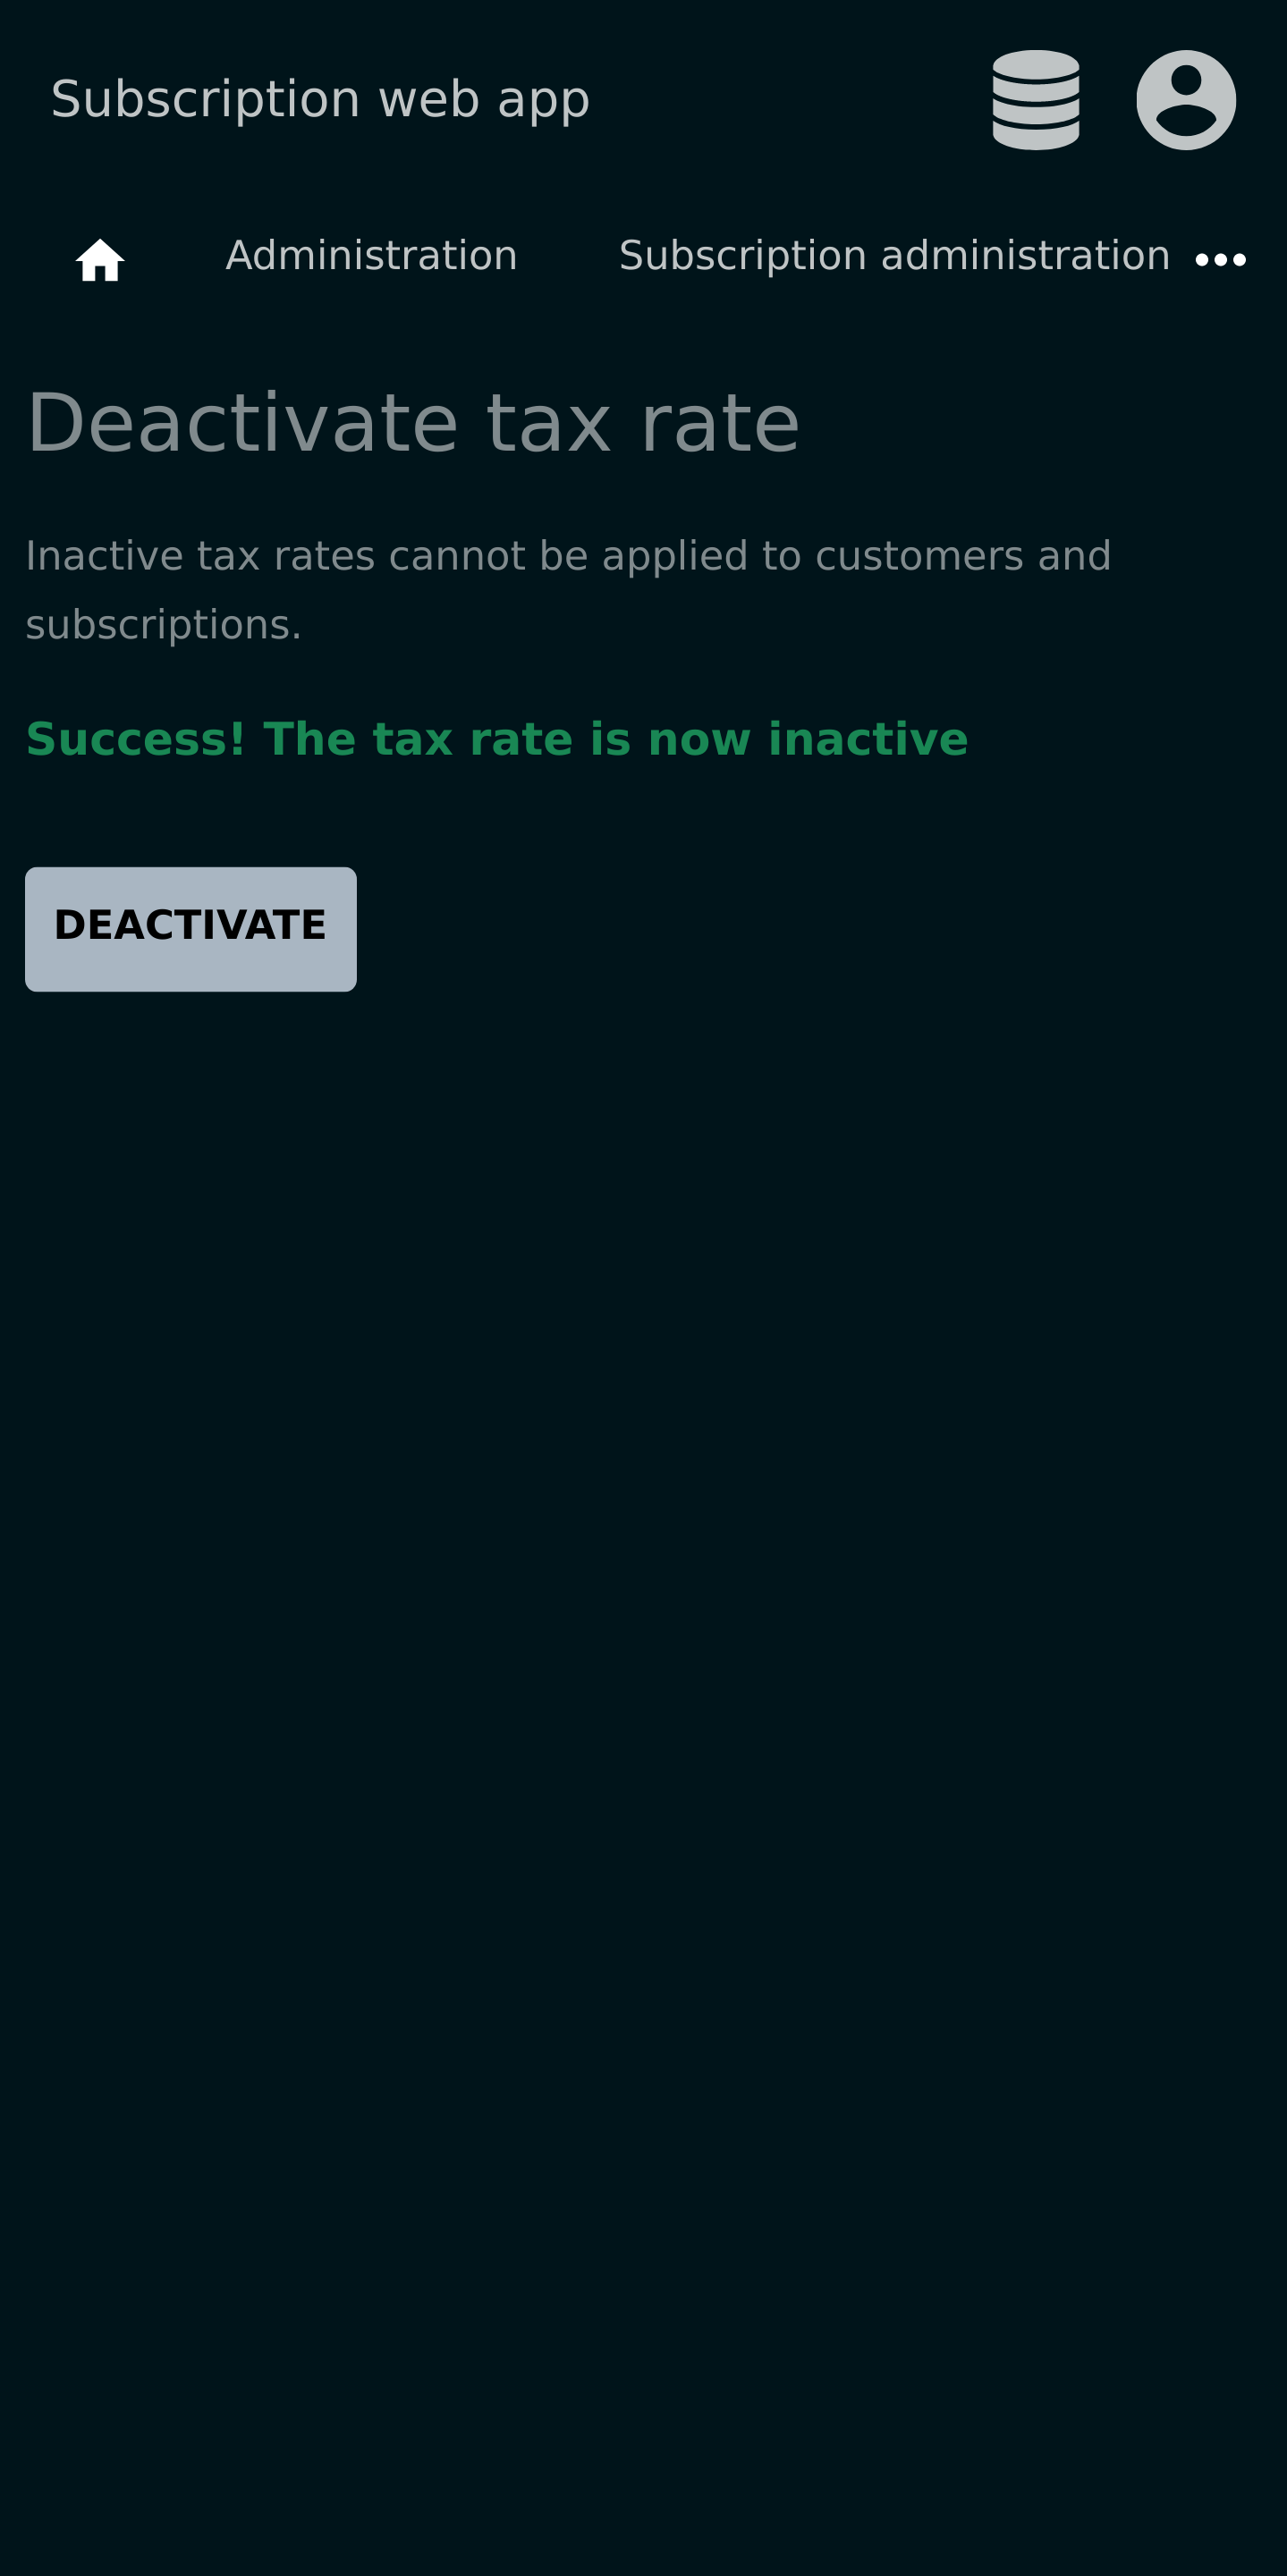 Subscription web app
Administration Subscription administration
Deactivate tax rate
Inactive tax rates cannot be applied to customers and
subscriptions.
Success! The tax rate is now inactive
DEACTIVATE